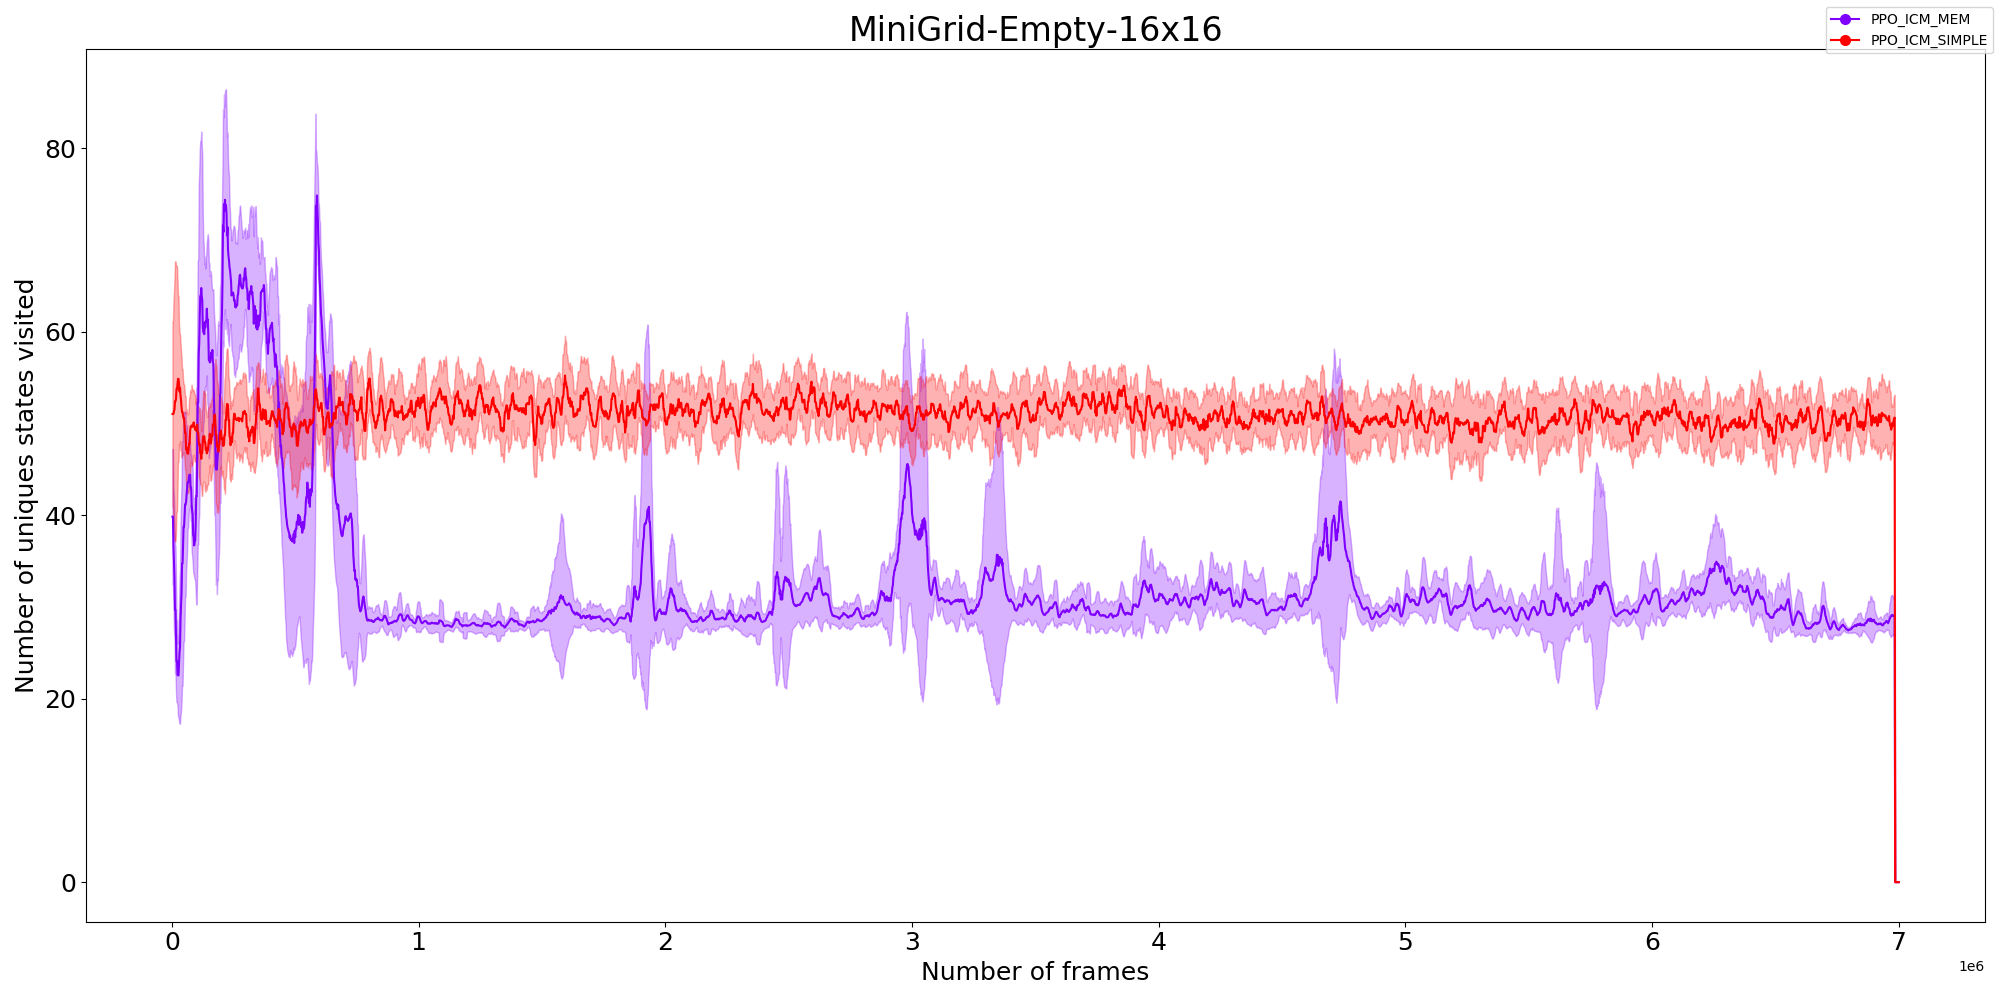 MiniGrid-Empty-16x16
PPO_ICM_MEM
PPO_ICM_SIMPLE
Number of uniques states visited
80
60
40
20
0
0 1 2 3 4 5 6 7
1e6
Number of frames